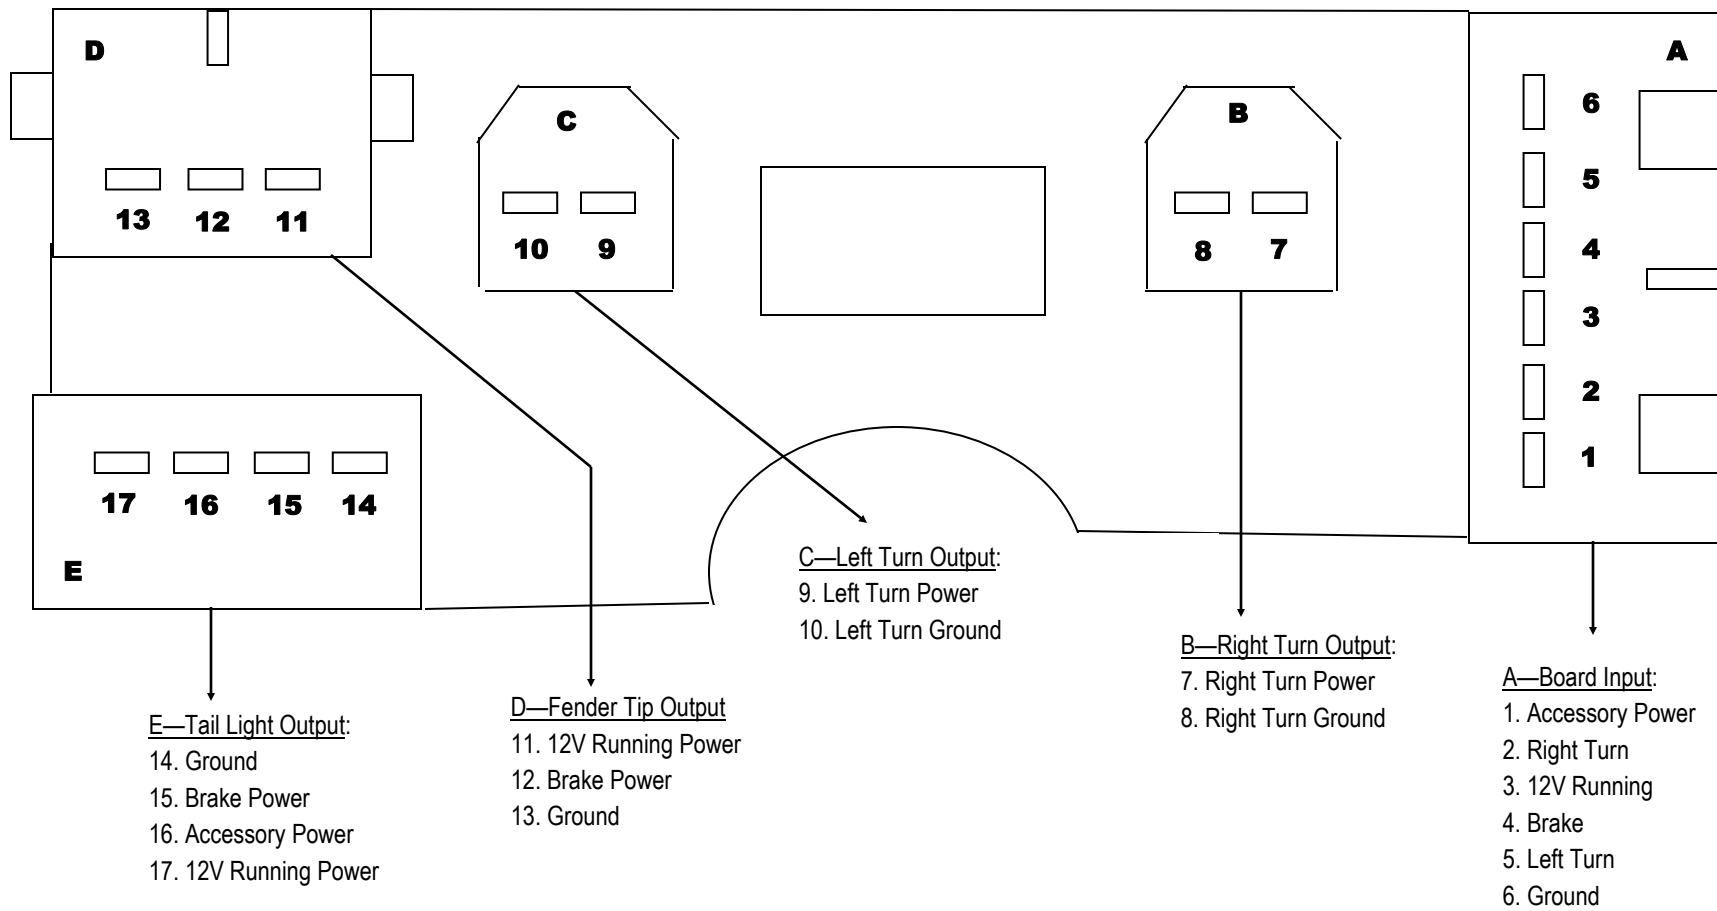 D
13 12 11
C
10 9
B
8 7
A
6
5
4
3
2
1
17 16 15 14
E
C—Left Turn Output:
9. Left Turn Power
10. Left Turn Ground
B—Right Turn Output:
7. Right Turn Power
8. Right Turn Ground
A—Board Input:
1. Accessory Power
2. Right Turn
3. 12V Running
4. Brake
5. Left Turn
6. Ground
D—Fender Tip Output
11. 12V Running Power
12. Brake Power
13. Ground
E—Tail Light Output:
14. Ground
15. Brake Power
16. Accessory Power
17. 12V Running Power